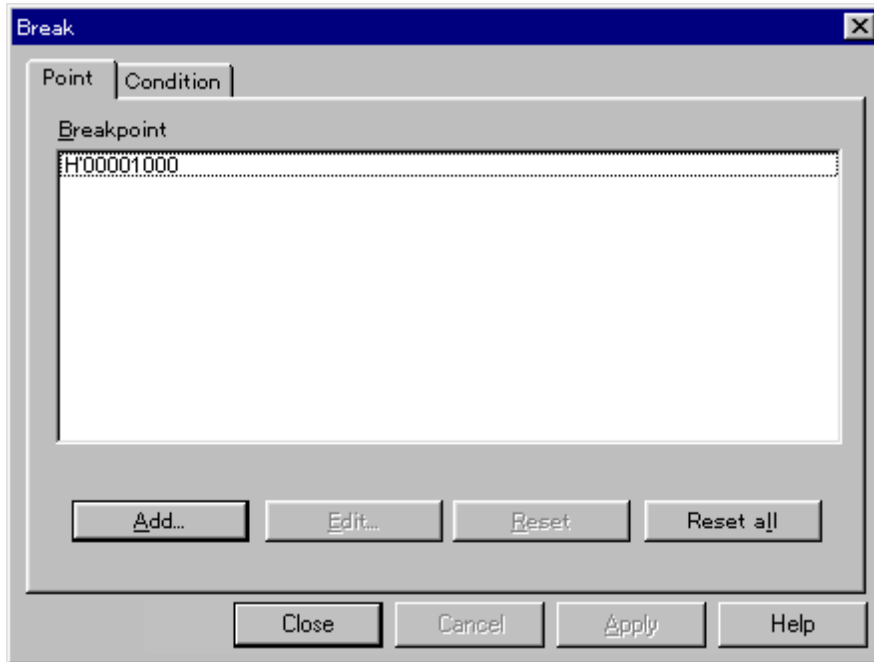 Break
Point Condition
Breakpoint
H'00001000
Add... Edit... Reset Reset all
Close Cancel Apply Help